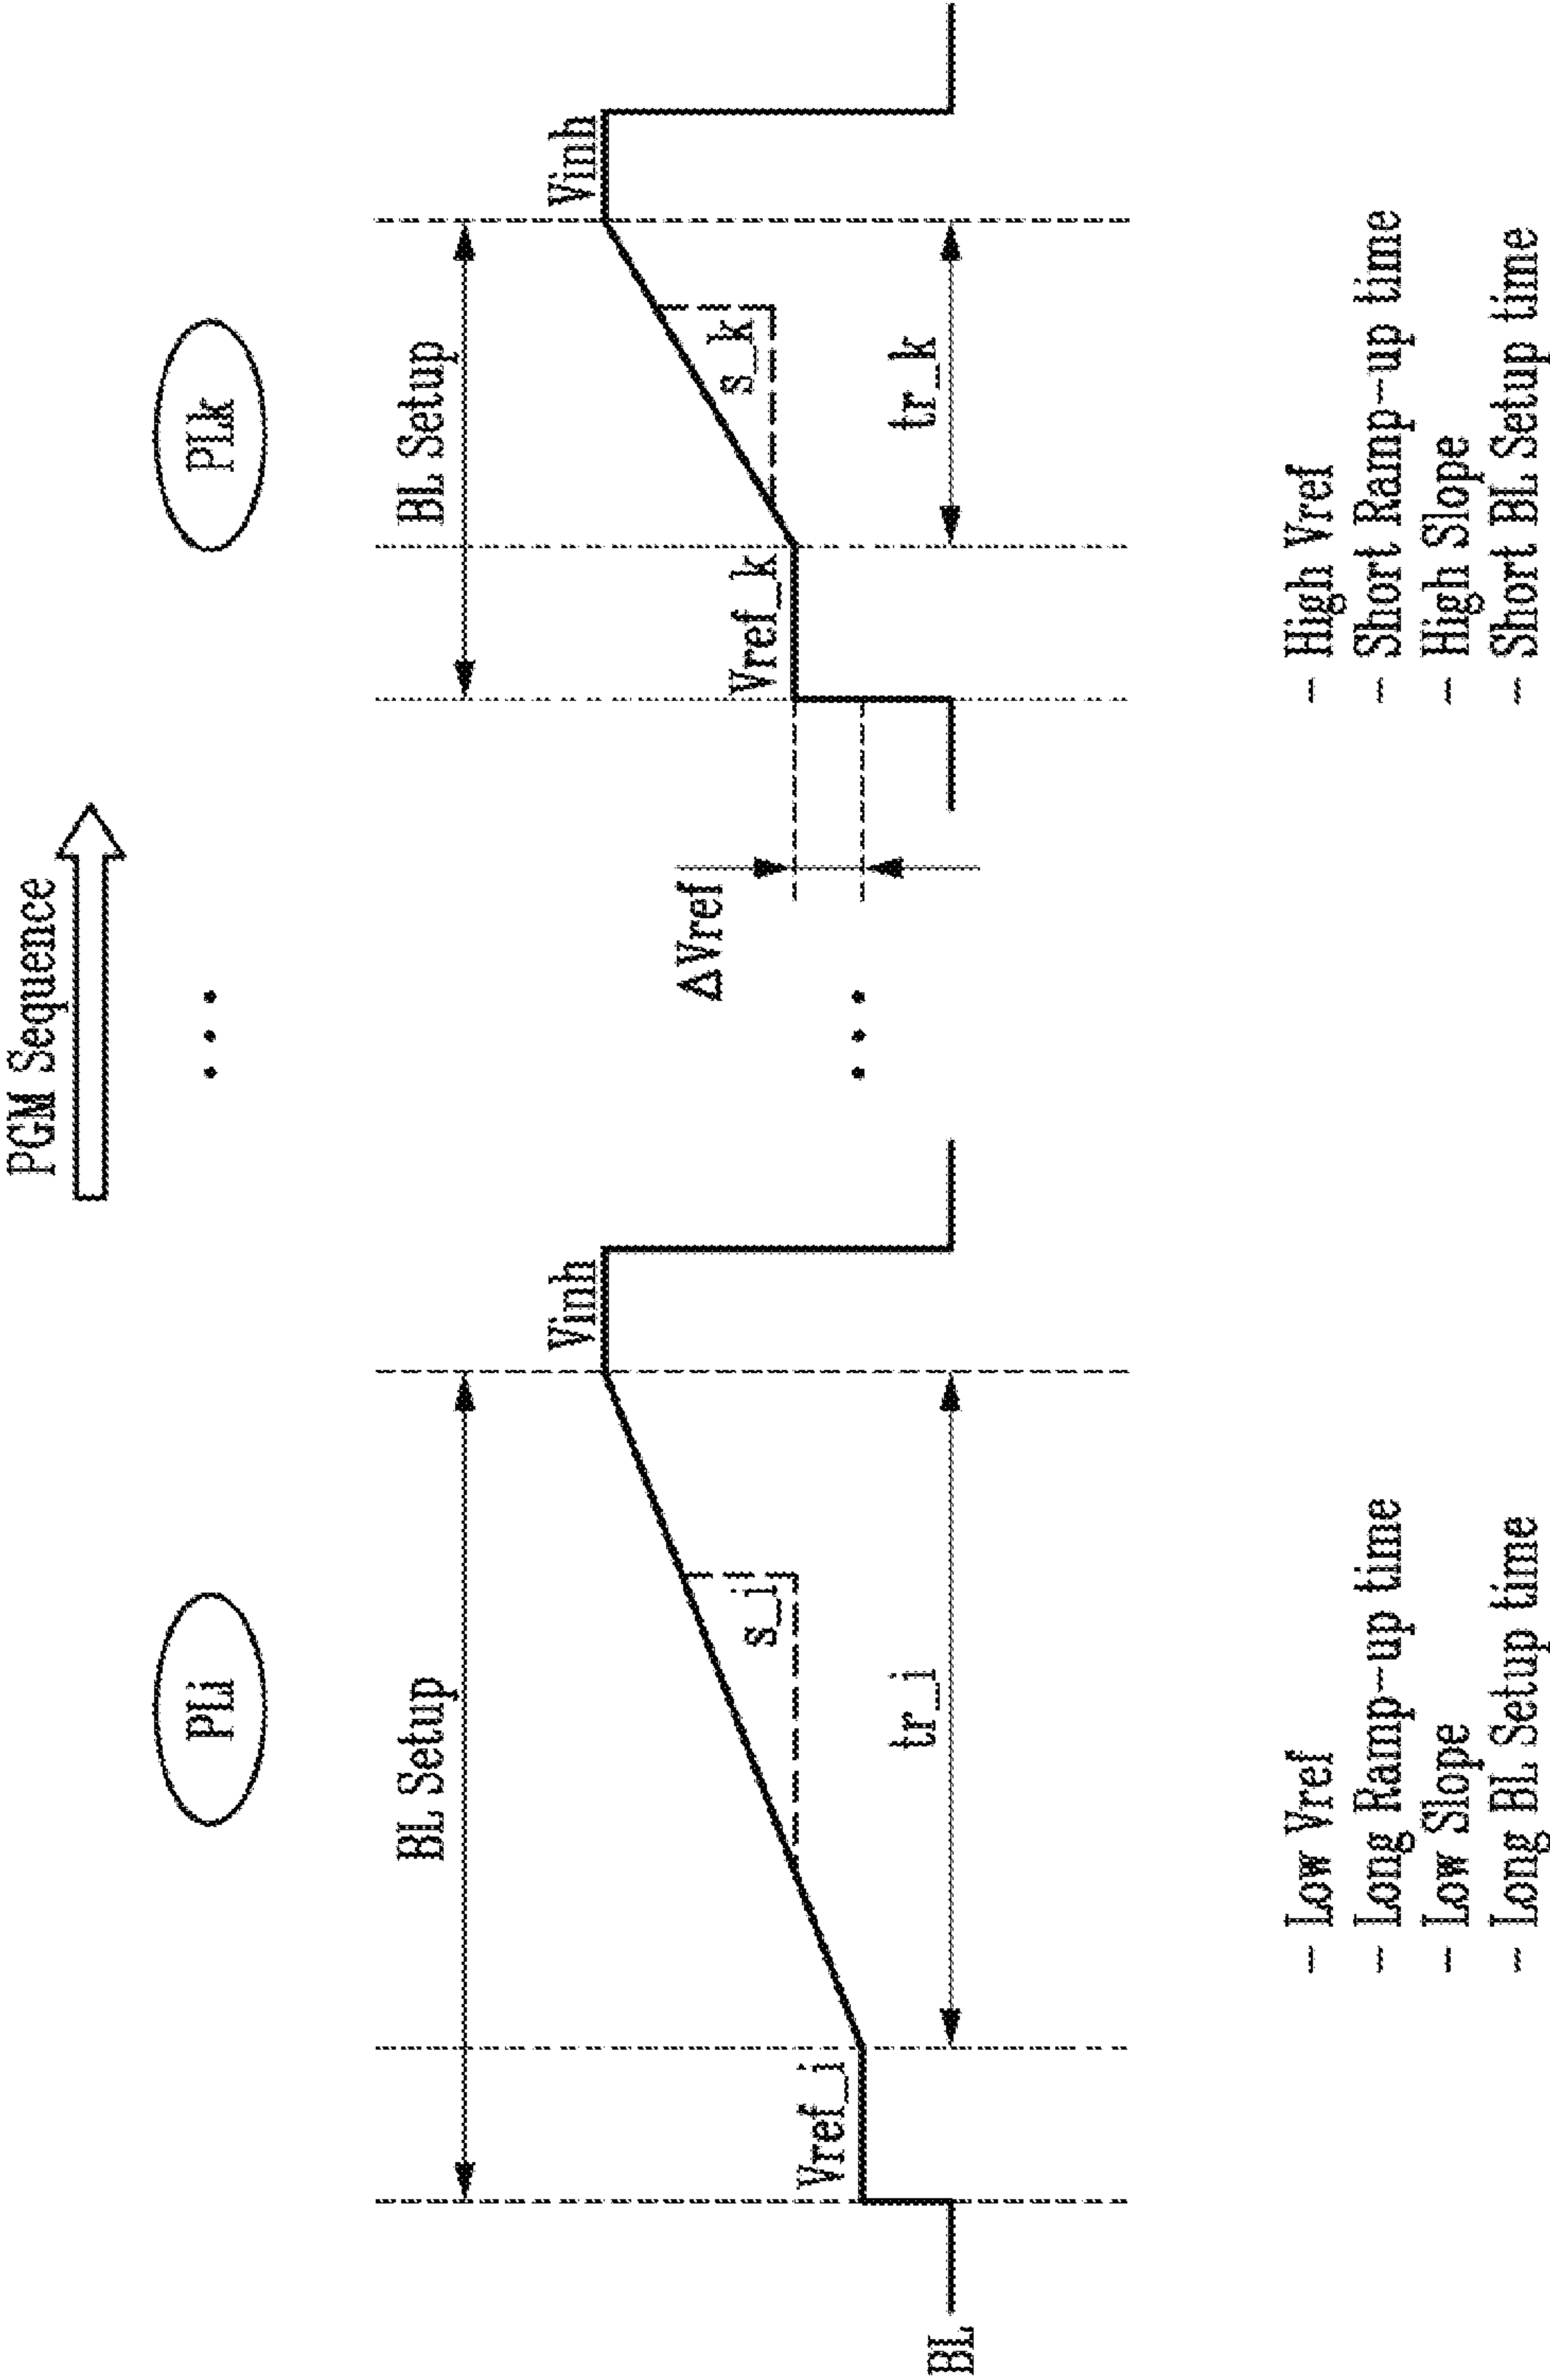 PGM Sequence
PLi
PLk
...
BL Setup
BL Setup
Vinh
Vinh
Vref_i
s_i
ΔVref
Vref_k
s_k
...
BL
tr_i
tr_k
- Low Vref
- Long Ramp-up time
- Low Slope
- Long BL Setup time
- High Vref
- Short Ramp-up time
- High Slope
- Short BL Setup time